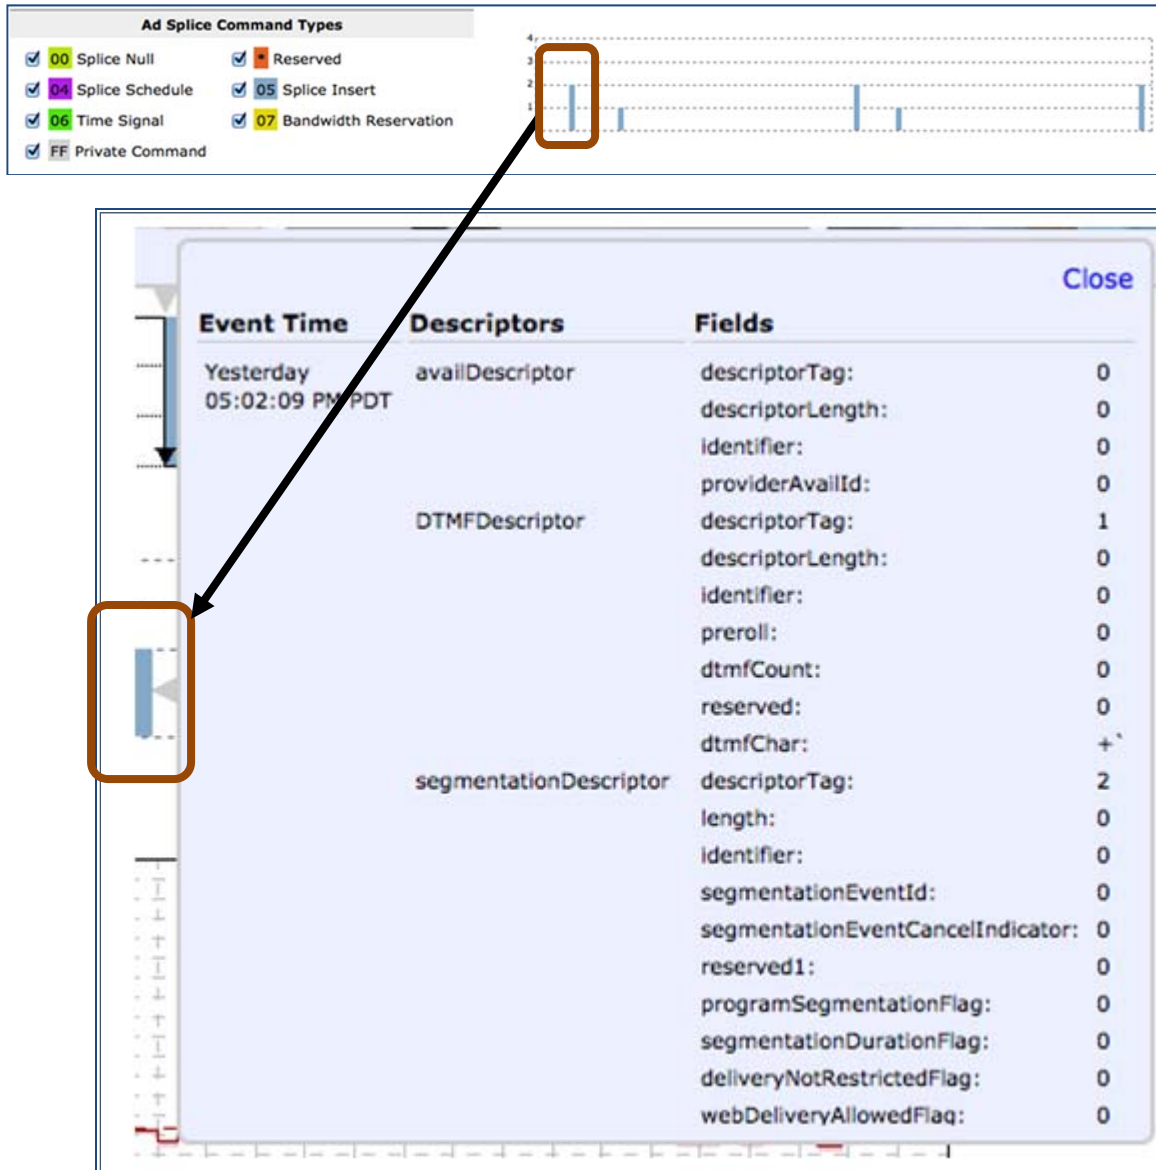 Ad Splice Command Types
00 Splice Null * Reserved
04 Splice Schedule 05 Splice Insert
06 Time Signal 07 Bandwidth Reservation
FF Private Command
4
3
2
1
Close
Event Time Descriptors Fields
Yesterday availDescriptor descriptorTag: 0
05:02:09 PM PDT descriptorLength: 0
identifier: 0
providerAvailId: 0
DTMFDescriptor descriptorTag: 1
descriptorLength: 0
identifier: 0
preroll: 0
dtmfCount: 0
reserved: 0
dtmfChar: +`
segmentationDescriptor descriptorTag: 2
length: 0
identifier: 0
segmentationEventId: 0
segmentationEventCancelIndicator: 0
reserved1: 0
programSegmentationFlag: 0
segmentationDurationFlag: 0
deliveryNotRestrictedFlag: 0
webDeliveryAllowedFlag: 0